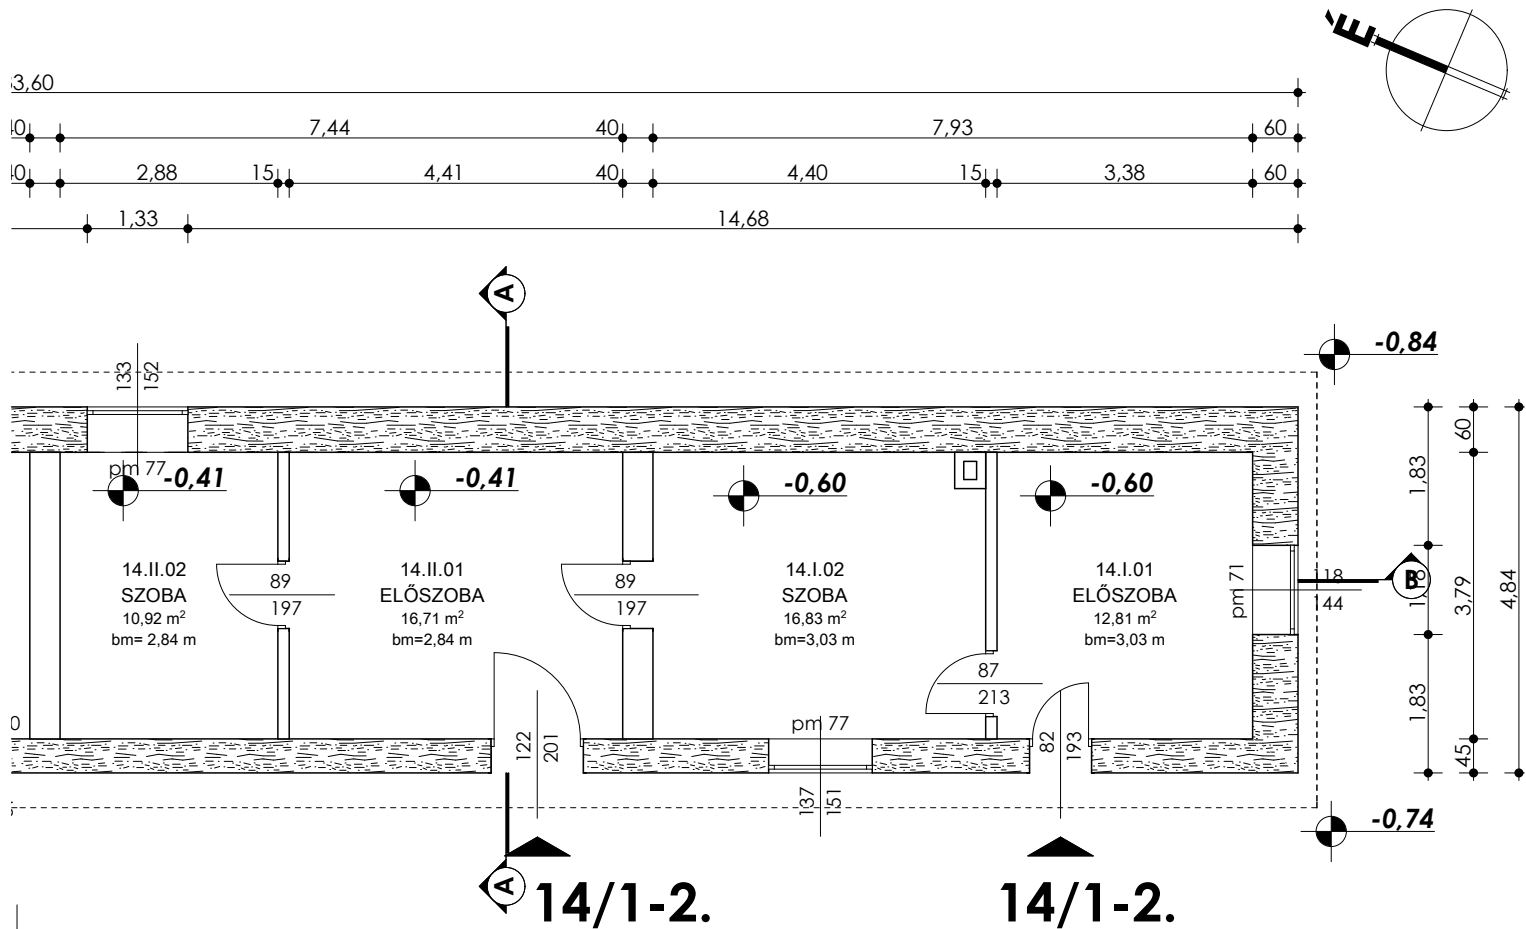 É
3,60
40 7,44 40 7,93 60
40 2,88 15 4,41 40 4,40 15 3,38 60
1,33 14,68
A
-0,84
133 152
pm 77 -0,41 -0,41 -0,60 -0,60
60
1,83
14.II.02
SZOBA
10,92 m²
bm= 2,84 m
89
197
14.II.01
ELŐSZOBA
16,71 m²
bm= 2,84 m
89
197
14.I.02
SZOBA
16,83 m²
bm=3,03 m
14.I.01
ELŐSZOBA
12,81 m²
bm=3,03 m
pm 71
118
144
B
1,18
3,79
4,84
87
213
1,83
0
122
201
pm 77
82
193
45
137
151
-0,74
A
14/1-2. 14/1-2.